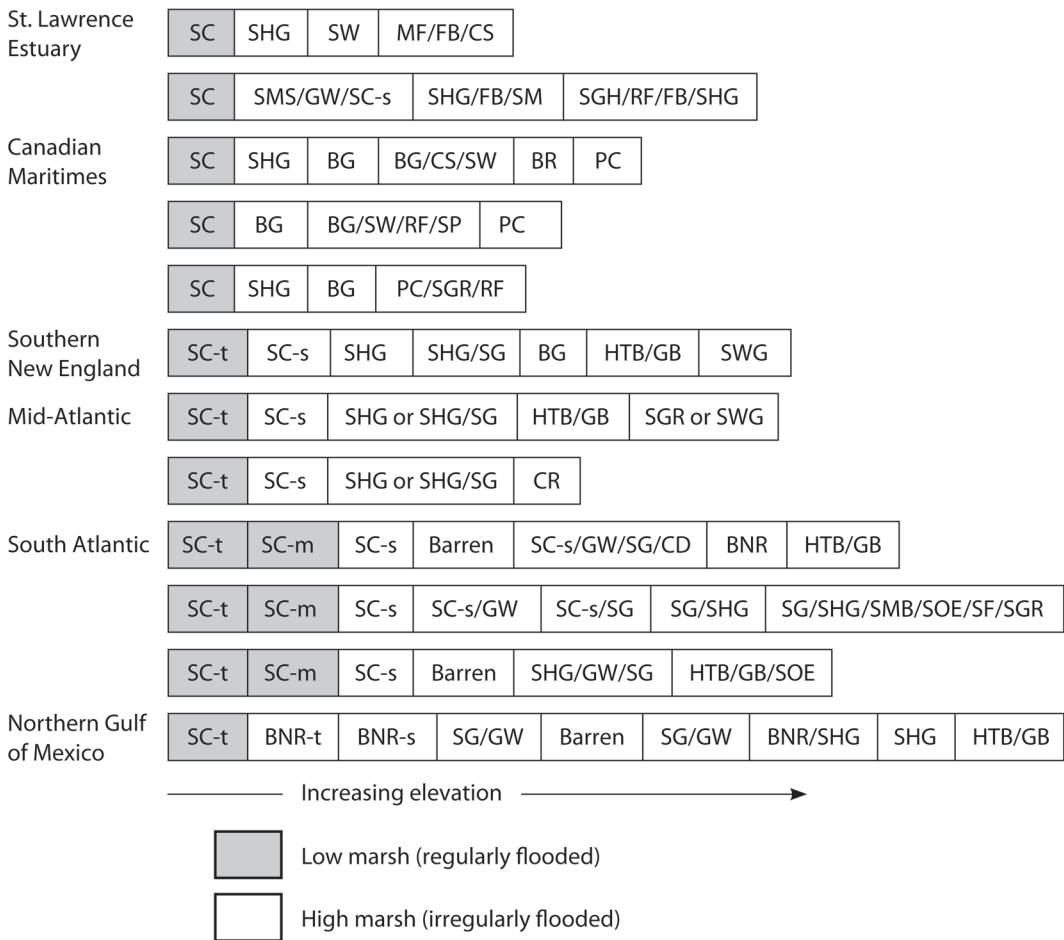 St. Lawrence
Estuary
SC SHG SW MF/FB/CS
SC SMS/GW/SC-s SHG/FB/SM SGH/RF/FB/SHG
Canadian
Maritimes
SC SHG BG BG/CS/SW BR PC
SC BG BG/SW/RF/SP PC
SC SHG BG PC/SGR/RF
Southern
New England
SC-t SC-s SHG SHG/SG BG HTB/GB SWG
Mid-Atlantic SC-t SC-s SHG or SHG/SG HTB/GB SGR or SWG
SC-t SC-s SHG or SHG/SG CR
South Atlantic SC-t SC-m SC-s Barren SC-s/GW/SG/CD BNR HTB/GB
SC-t SC-m SC-s SC-s/GW SC-s/SG SG/SHG SG/SHG/SMB/SOE/SF/SGR
SC-t SC-m SC-s Barren SHG/GW/SG HTB/GB/SOE
Northern Gulf
of Mexico
SC-t BNR-t BNR-s SG/GW Barren SG/GW BNR/SHG SHG HTB/GB
Increasing elevation
Low marsh (regularly flooded)
High marsh (irregularly flooded)